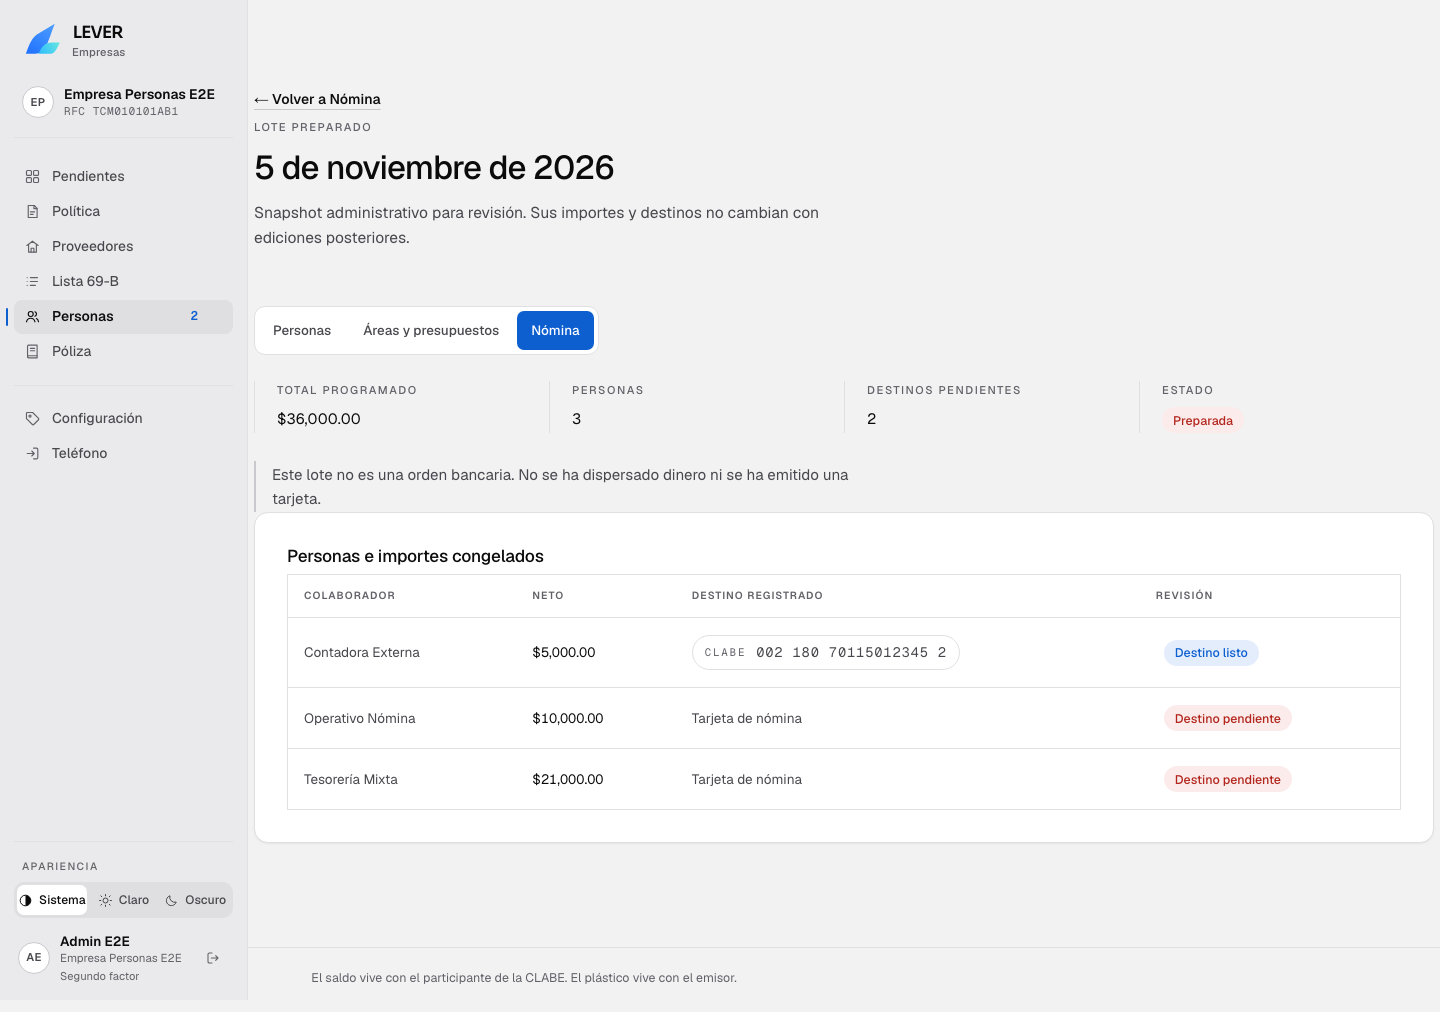 LEVER
Empresas
EP
Empresa Personas E2E
RFC TCM010101AB1
Pendientes
Política
Proveedores
Lista 69-B
Personas 2
Póliza
Configuración
Teléfono
APARIENCIA
Sistema Claro Oscuro
AE
Admin E2E
Empresa Personas E2E
Segundo factor
← Volver a Nómina
LOTE PREPARADO
5 de noviembre de 2026
Snapshot administrativo para revisión. Sus importes y destinos no cambian con
ediciones posteriores.
Personas Áreas y presupuestos Nómina
TOTAL PROGRAMADO PERSONAS DESTINOS PENDIENTES ESTADO
$36,000.00 3 2 Preparada
Este lote no es una orden bancaria. No se ha dispersado dinero ni se ha emitido una
tarjeta.
Personas e importes congelados
COLABORADOR NETO DESTINO REGISTRADO REVISIÓN
Contadora Externa $5,000.00 CLABE 002 180 70115012345 2 Destino listo
Operativo Nómina $10,000.00 Tarjeta de nómina Destino pendiente
Tesorería Mixta $21,000.00 Tarjeta de nómina Destino pendiente
El saldo vive con el participante de la CLABE. El plástico vive con el emisor.